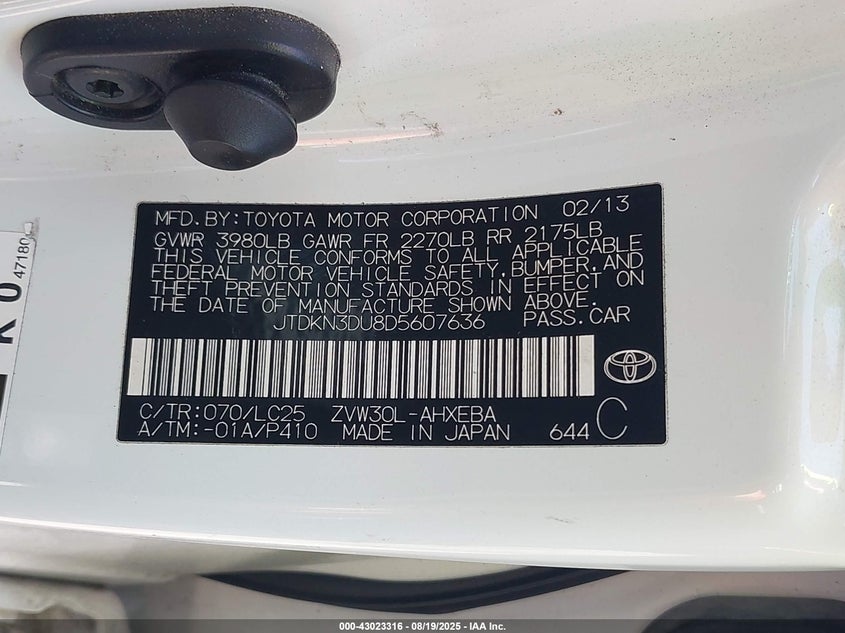 MFD.BY:TOYOTA MOTOR CORPORATION 02/13
GVWR 3980LB GAWR FR 2270LB RR 2175LB
THIS VEHICLE CONFORMS TO ALL APPLICABLE
FEDERAL MOTOR VEHICLE SAFETY,BUMPER,AND
THEFT PREVENTION STANDARDS IN EFFECT ON
THE DATE OF MANUFACTURE SHOWN ABOVE.
JTDKN3DU8D5607636 PASS.CAR
C/TR:070/LC25 ZVW30L-AHXEBA
A/TM:-01A/P410 MADE IN JAPAN 644 C
K 0
47180
000-43023316 - 08/19/2025 - IAA Inc.